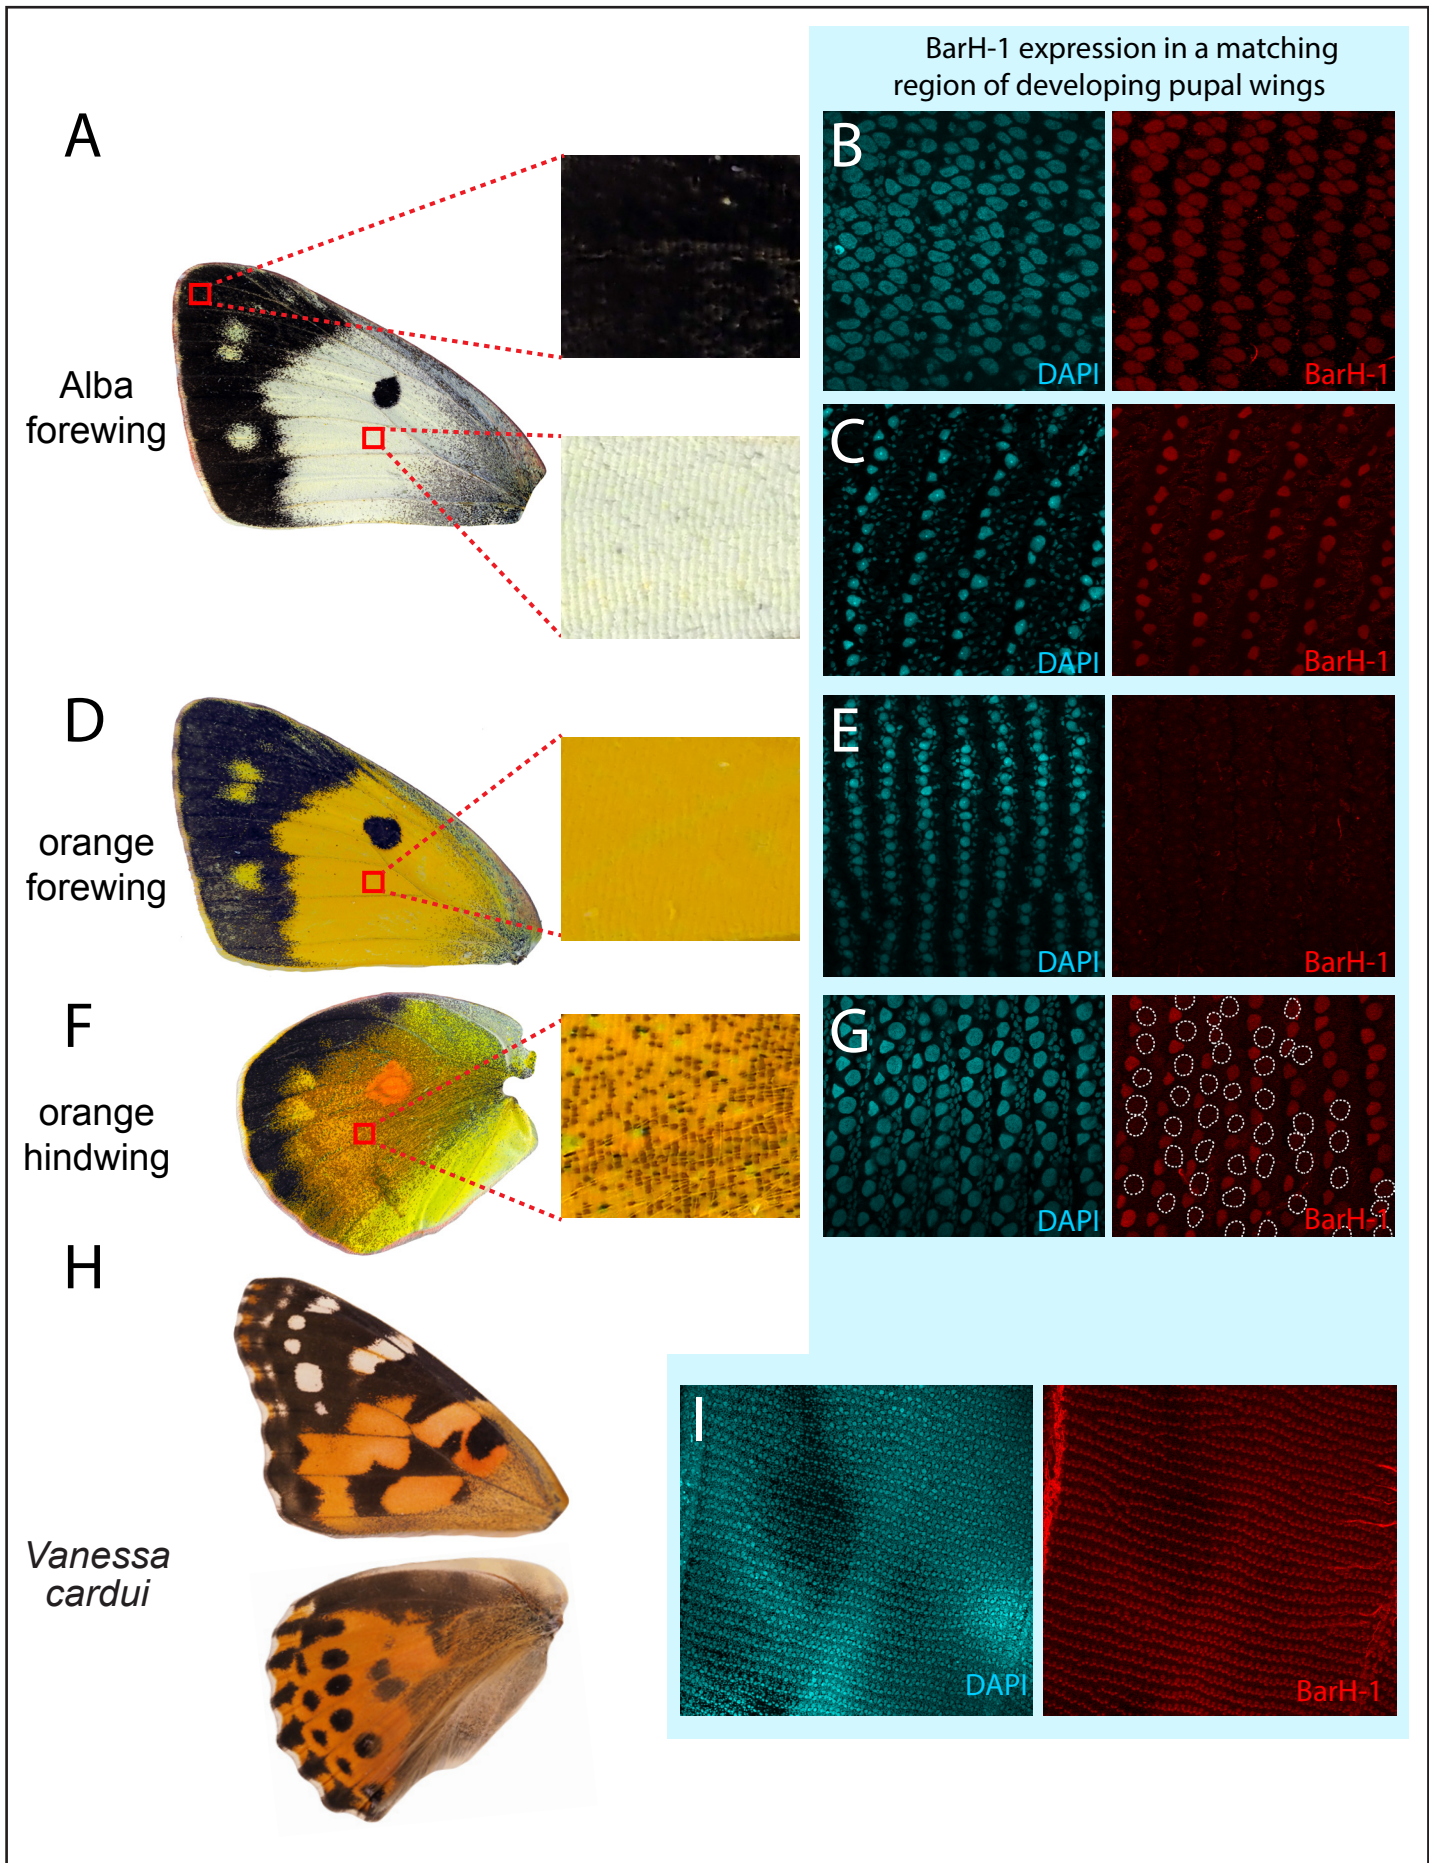 BarH-1 expression in a matching
region of developing pupal wings
A
B
DAPI
BarH-1
Alba
forewing
C
DAPI
BarH-1
D
orange
forewing
E
DAPI
BarH-1
F
orange
hindwing
G
DAPI
BarH-1
H
Vanessa
cardui
I
DAPI
BarH-1